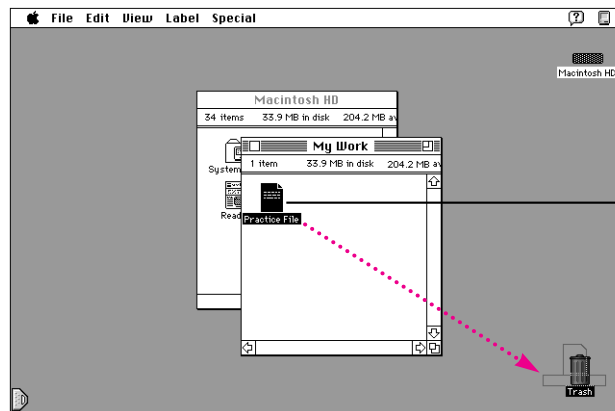 File Edit View Label Special
Macintosh HD
Macintosh HD
34 items 33.9 MB in disk 204.2 MB av
System
Read
My Work
1 item 33.9 MB in disk 204.2 MB av
Practice File
Trash